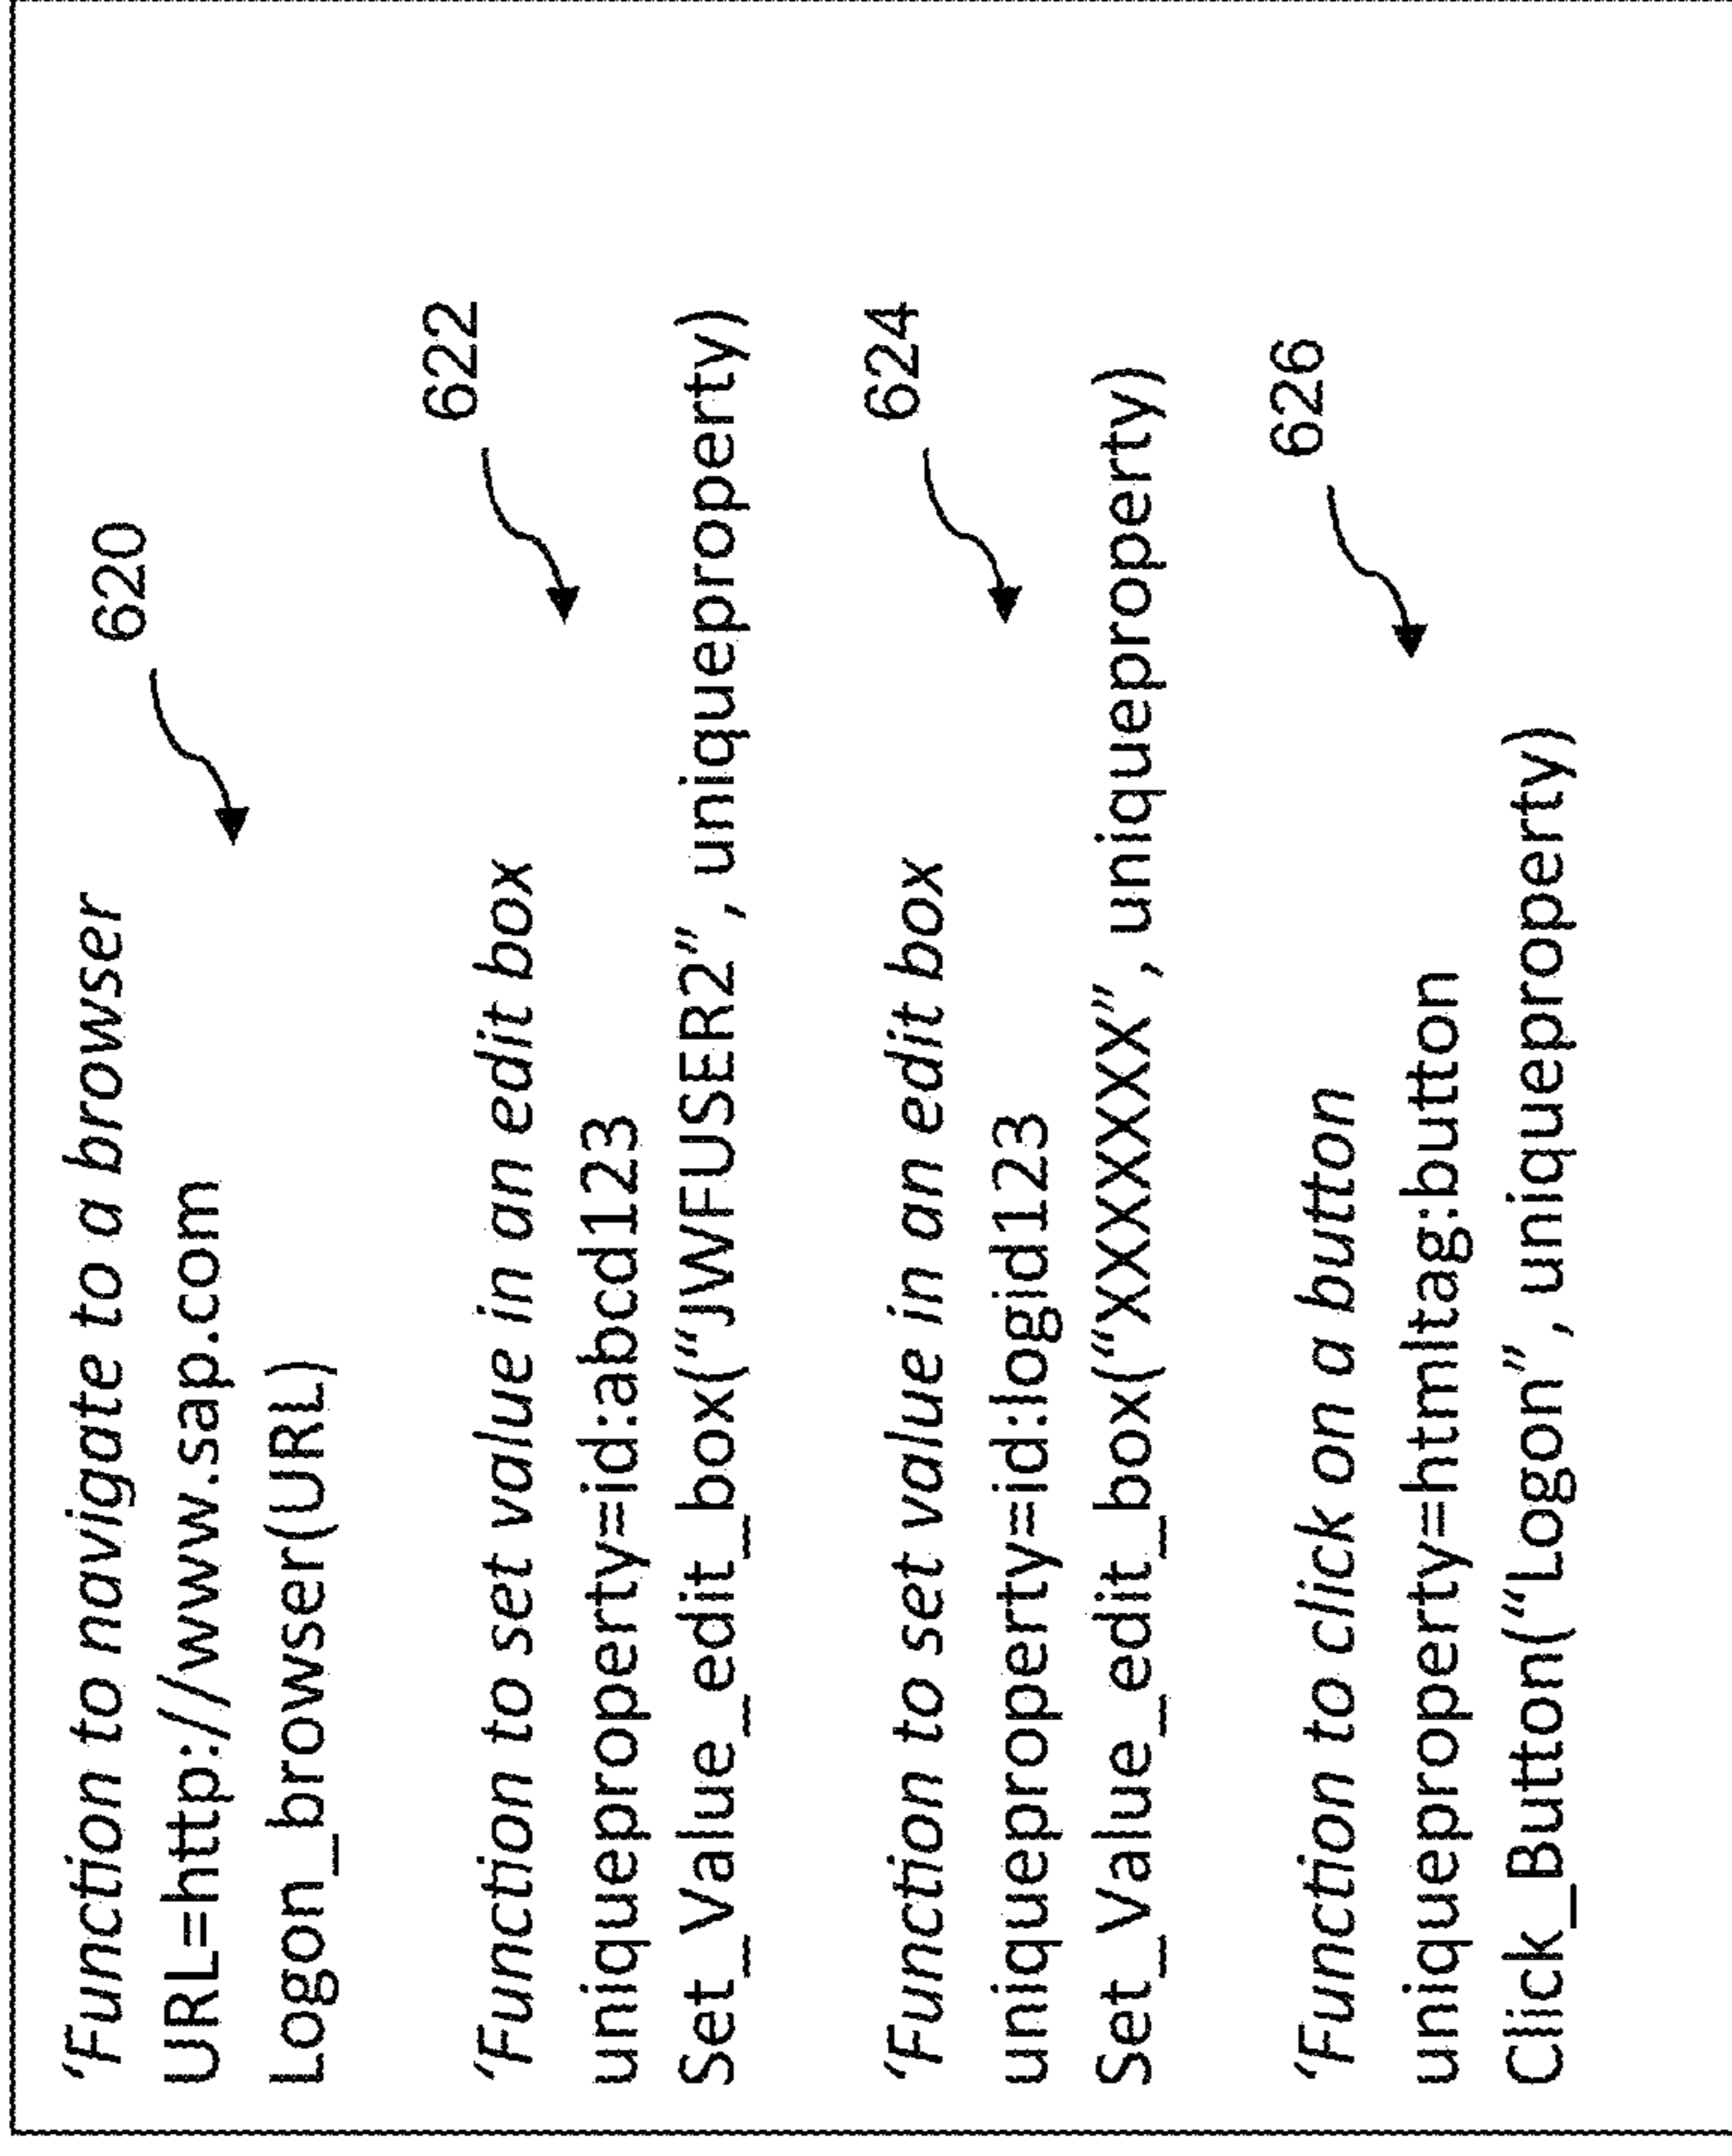 'Function to navigate to a browser
620
URL=http://www.sap.com
Logon_browser(URL)
'Function to set value in an edit box
622
uniqueproperty=id:abcd123
Set_Value_edit_box(“JWFUSER2”, uniqueproperty)
'Function to set value in an edit box
624
uniqueproperty=id:logid123
Set_Value_edit_box(“XXXXXXX”, uniqueproperty)
'Function to click on a button
626
uniqueproperty=htmltag:button
Click_Button(“Logon”, uniqueproperty)